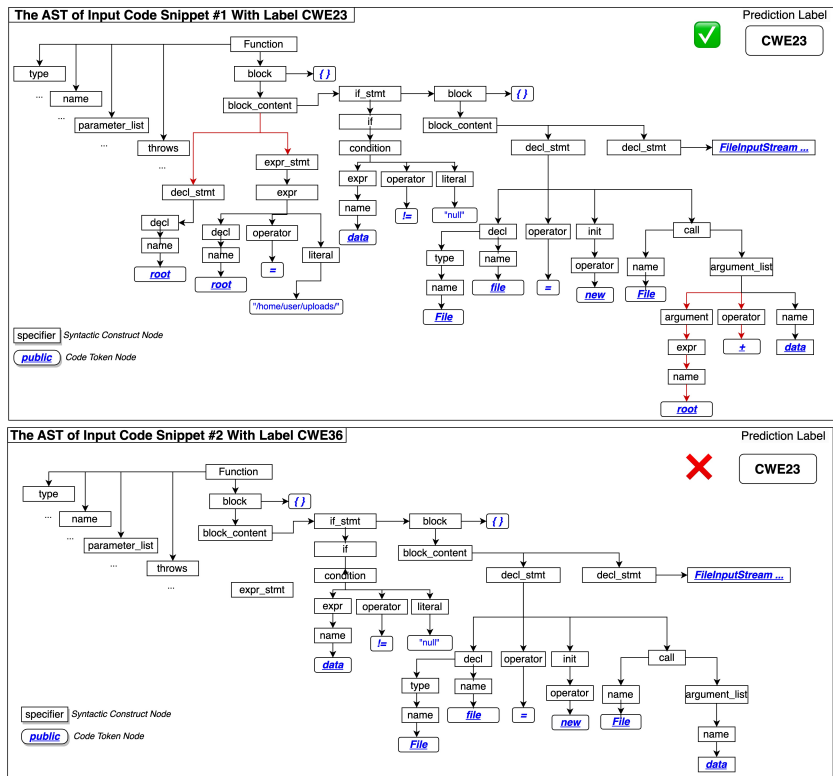 The AST of Input Code Snippet #1 With Label CWE23
Prediction Label
CWE23
Function
type
block
{ }
if_stmt
block
{ }
...
name
block_content
...
parameter_list
if
block_content
...
throws
condition
decl_stmt
decl_stmt
FileInputStream ...
...
expr_stmt
decl_stmt
expr
expr
operator
literal
name
!=
"null"
data
decl
decl
operator
literal
name
name
root
root
=
"/home/user/uploads/"
decl
operator
init
call
type
name
operator
name
argument_list
name
file
=
new
File
File
argument
operator
name
expr
+
data
name
root
specifier Syntactic Construct Node
public Code Token Node
The AST of Input Code Snippet #2 With Label CWE36
Prediction Label
CWE23
Function
type
block
{ }
if_stmt
block
{ }
...
name
block_content
...
parameter_list
if
block_content
...
throws
condition
decl_stmt
decl_stmt
FileInputStream ...
...
expr_stmt
expr
operator
literal
name
!=
"null"
data
decl
operator
init
call
type
name
operator
name
argument_list
name
file
=
new
File
name
File
data
specifier Syntactic Construct Node
public Code Token Node